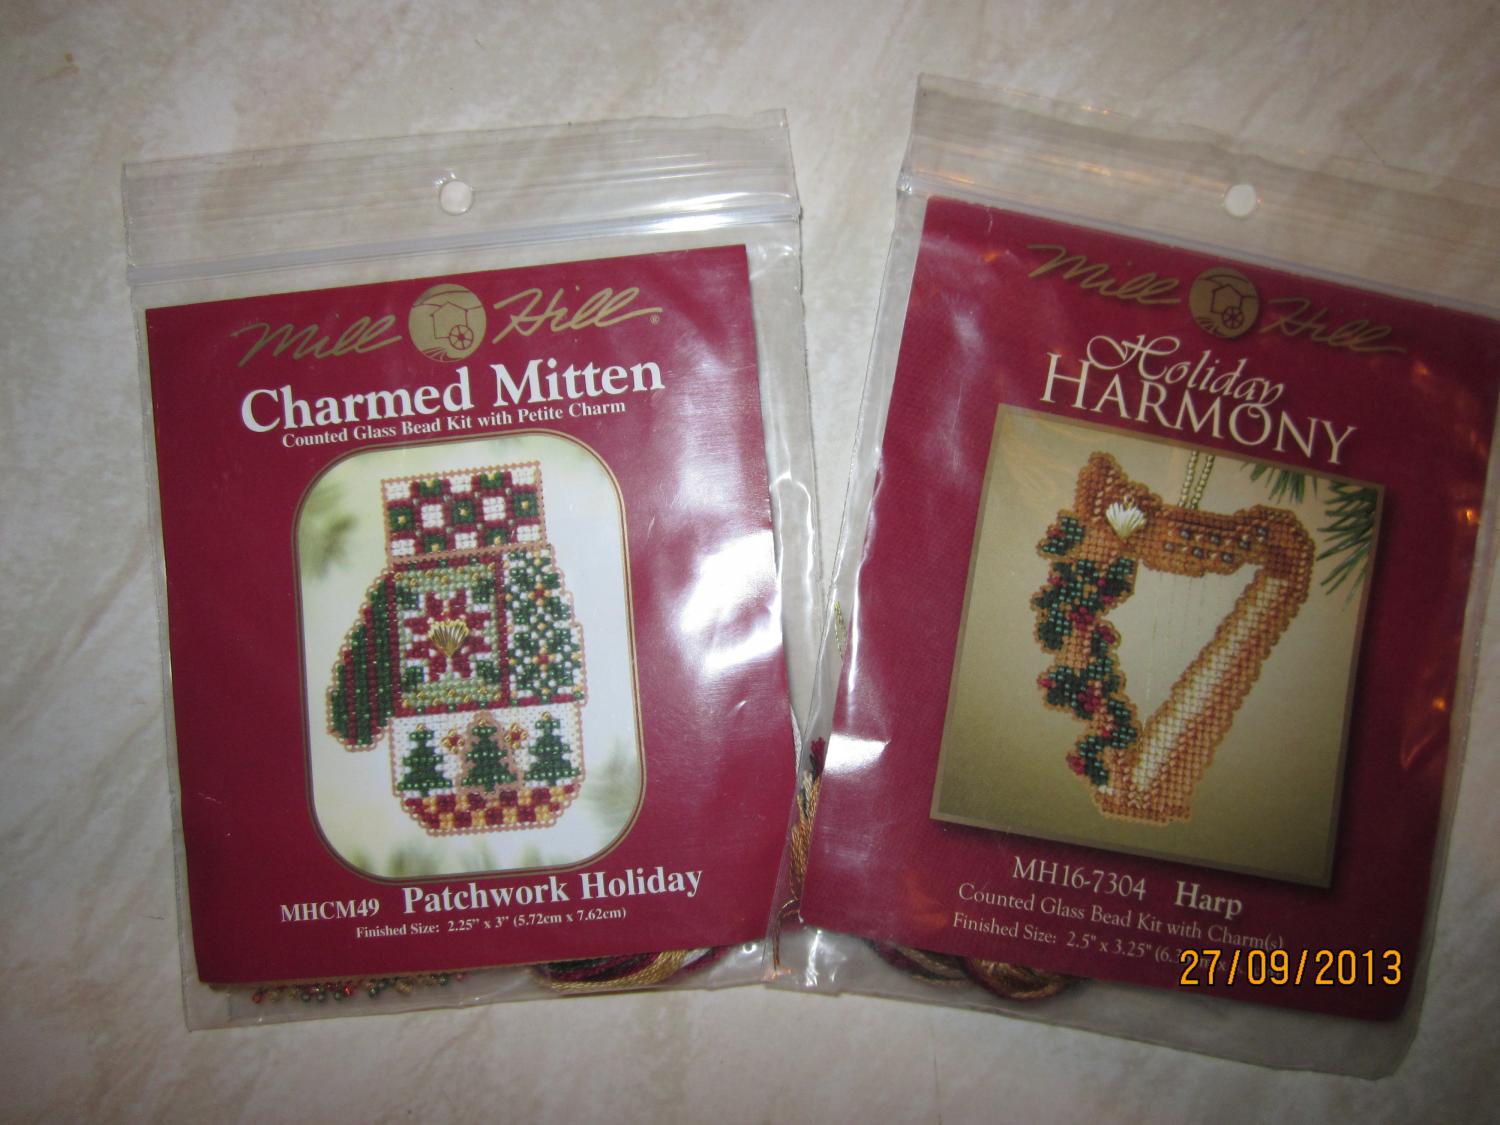 Mill Hill®
Charmed Mitten
Counted Glass Bead Kit with Petite Charm
MHCM49 Patchwork Holiday
Finished Size: 2.25" x 3" (5.72cm x 7.62cm)
Mill Hill
Holiday
HARMONY
MH16-7304 Harp
Counted Glass Bead Kit with Charm(s)
Finished Size: 2.5" x 3.25"
27/09/2013